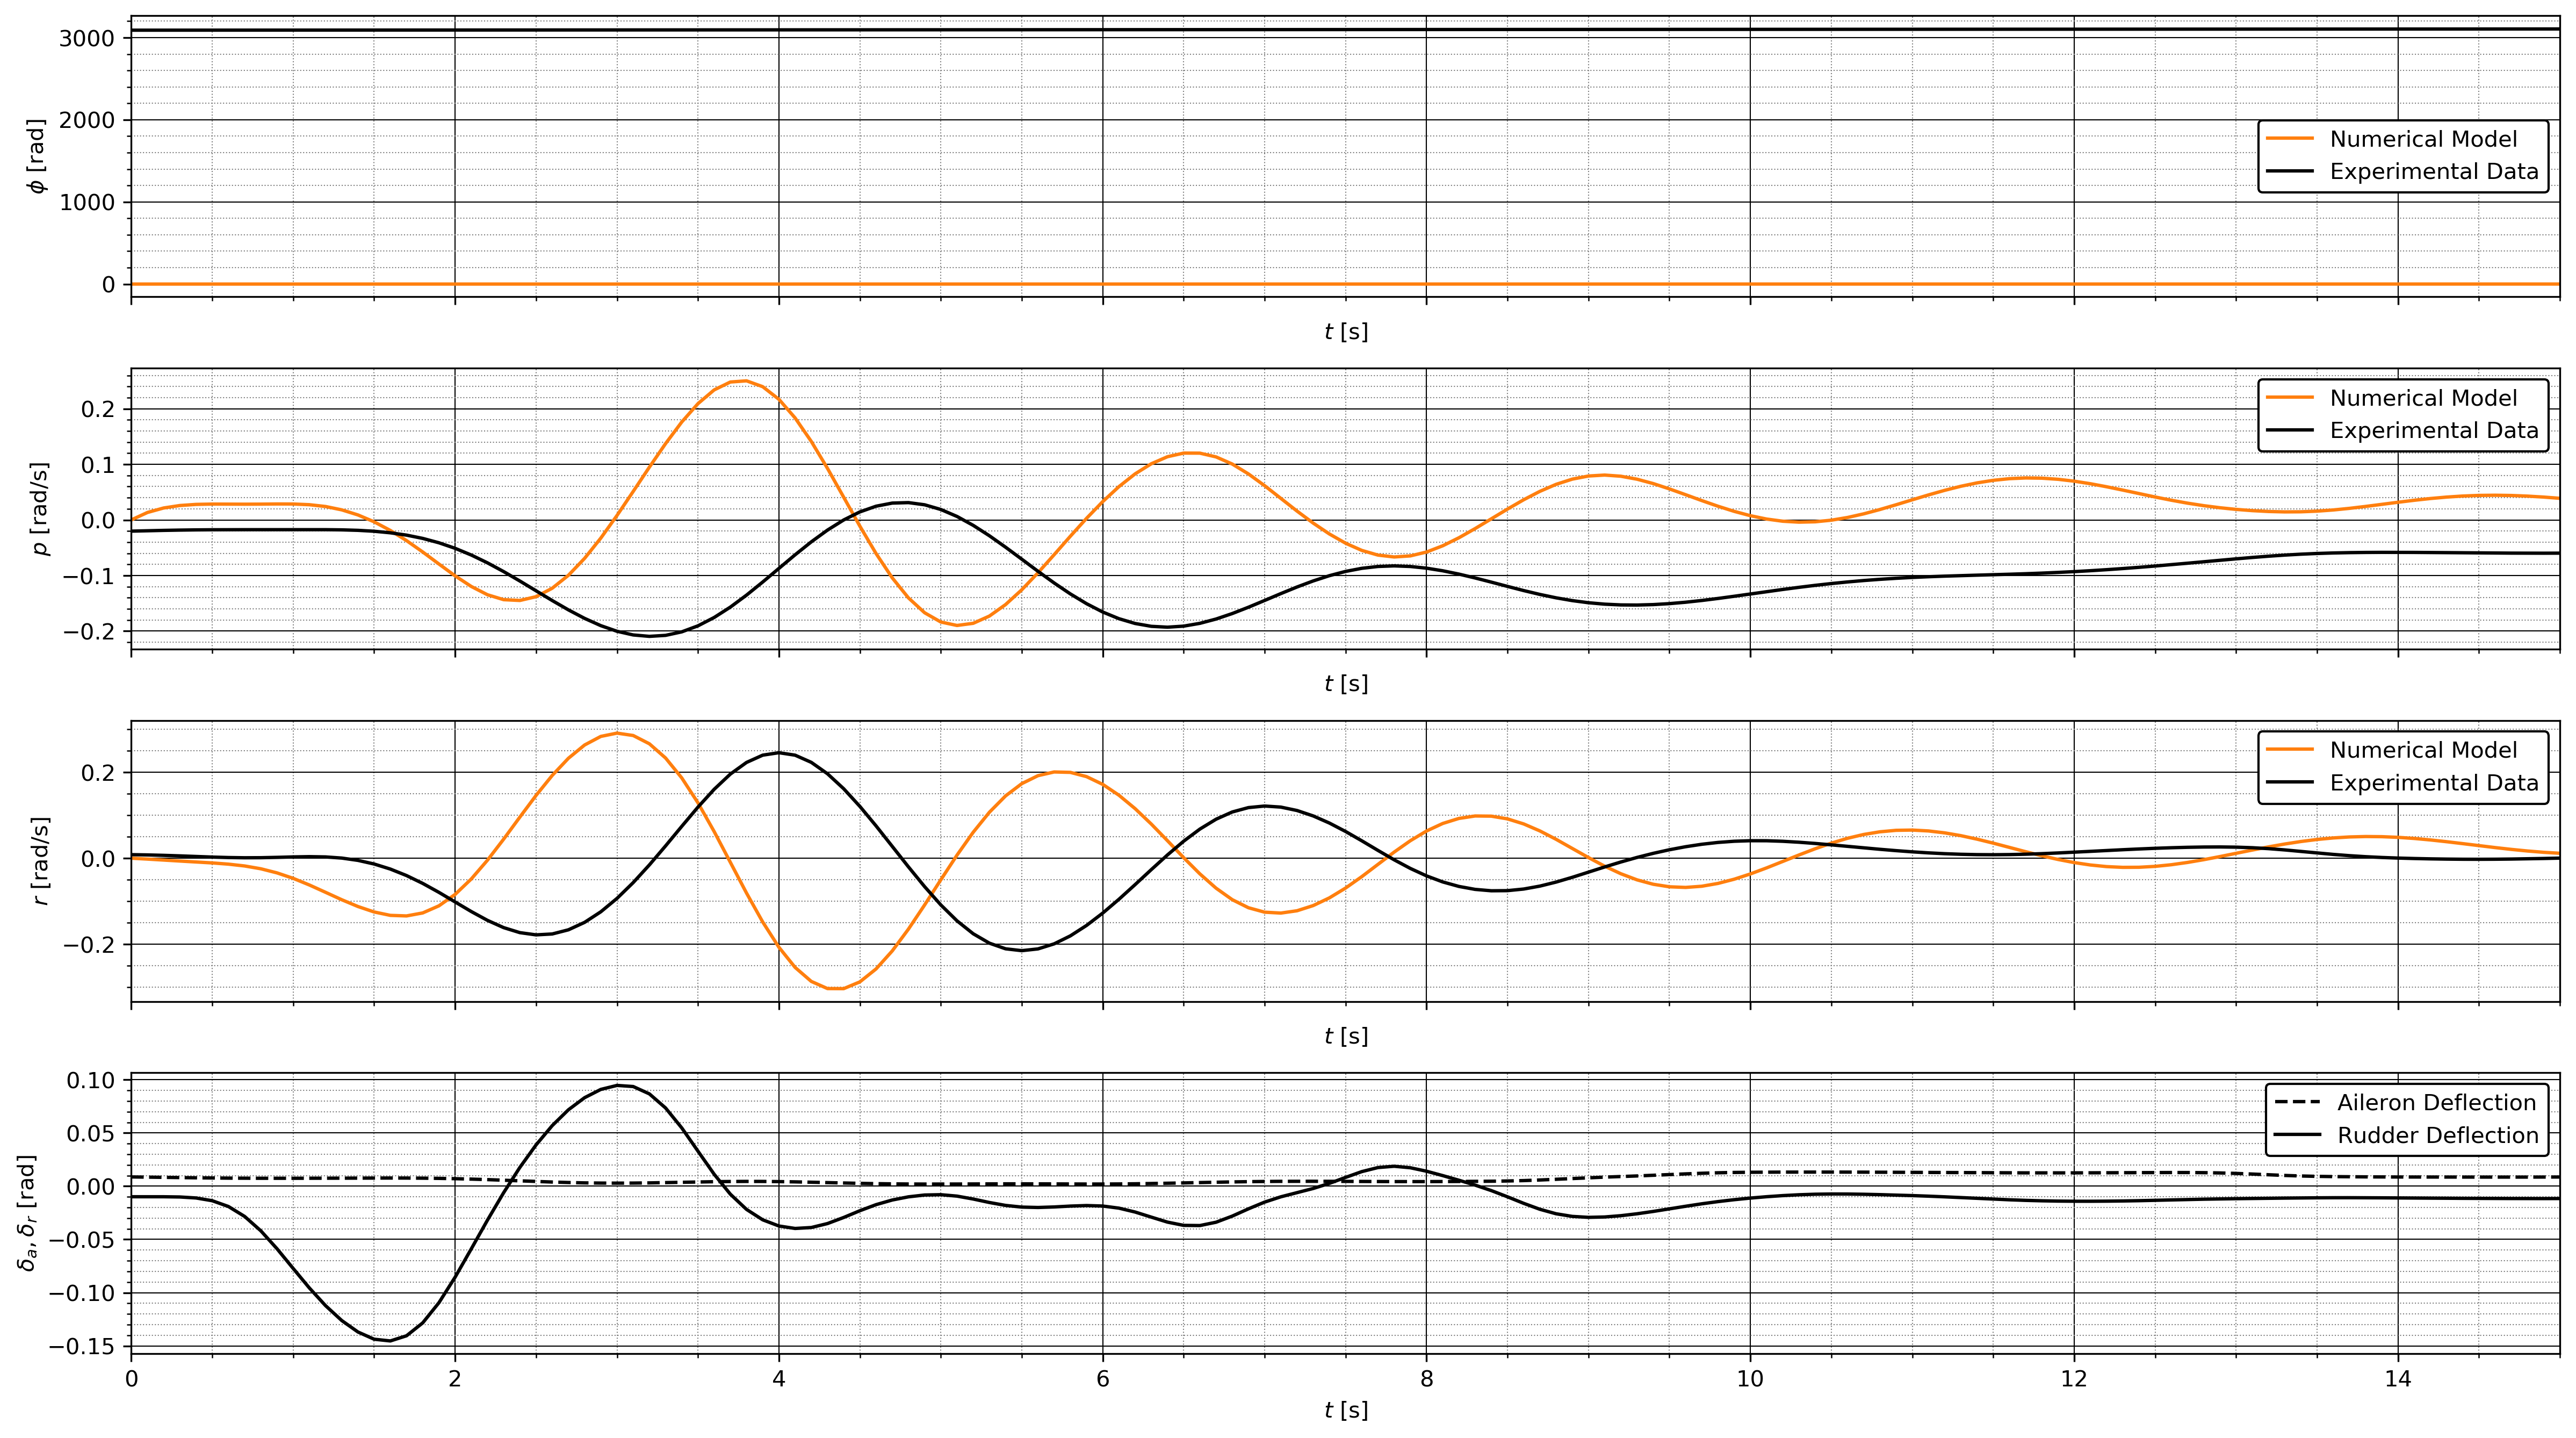 3000
2000
1000
0
ϕ [rad]
Numerical Model
Experimental Data
t [s]
0.2
0.1
0.0
−0.1
−0.2
p [rad/s]
Numerical Model
Experimental Data
t [s]
0.2
0.0
−0.2
r [rad/s]
Numerical Model
Experimental Data
t [s]
0.10
0.05
0.00
−0.05
−0.10
−0.15
δa, δr [rad]
Aileron Deflection
Rudder Deflection
0 2 4 6 8 10 12 14
t [s]